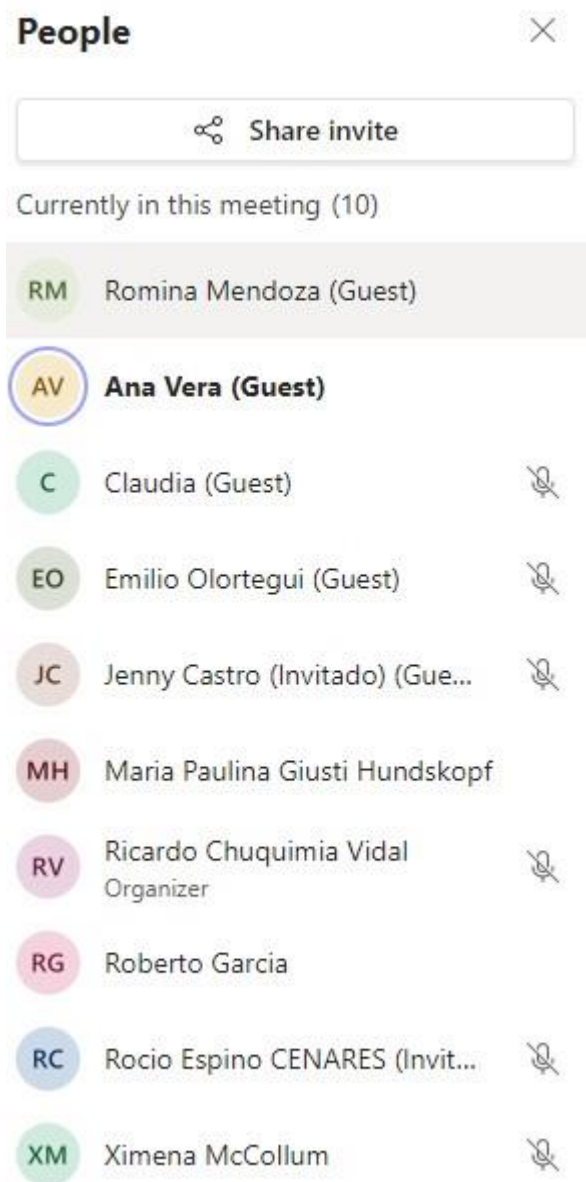 People
Share invite
Currently in this meeting (10)
RM Romina Mendoza (Guest)
AV Ana Vera (Guest)
C Claudia (Guest)
EO Emilio Olortegui (Guest)
JC Jenny Castro (Invitado) (Gue...
MH Maria Paulina Giusti Hundskopf
RV Ricardo Chuquimia Vidal
Organizer
RG Roberto Garcia
RC Rocio Espino CENARES (Invit...
XM Ximena McCollum